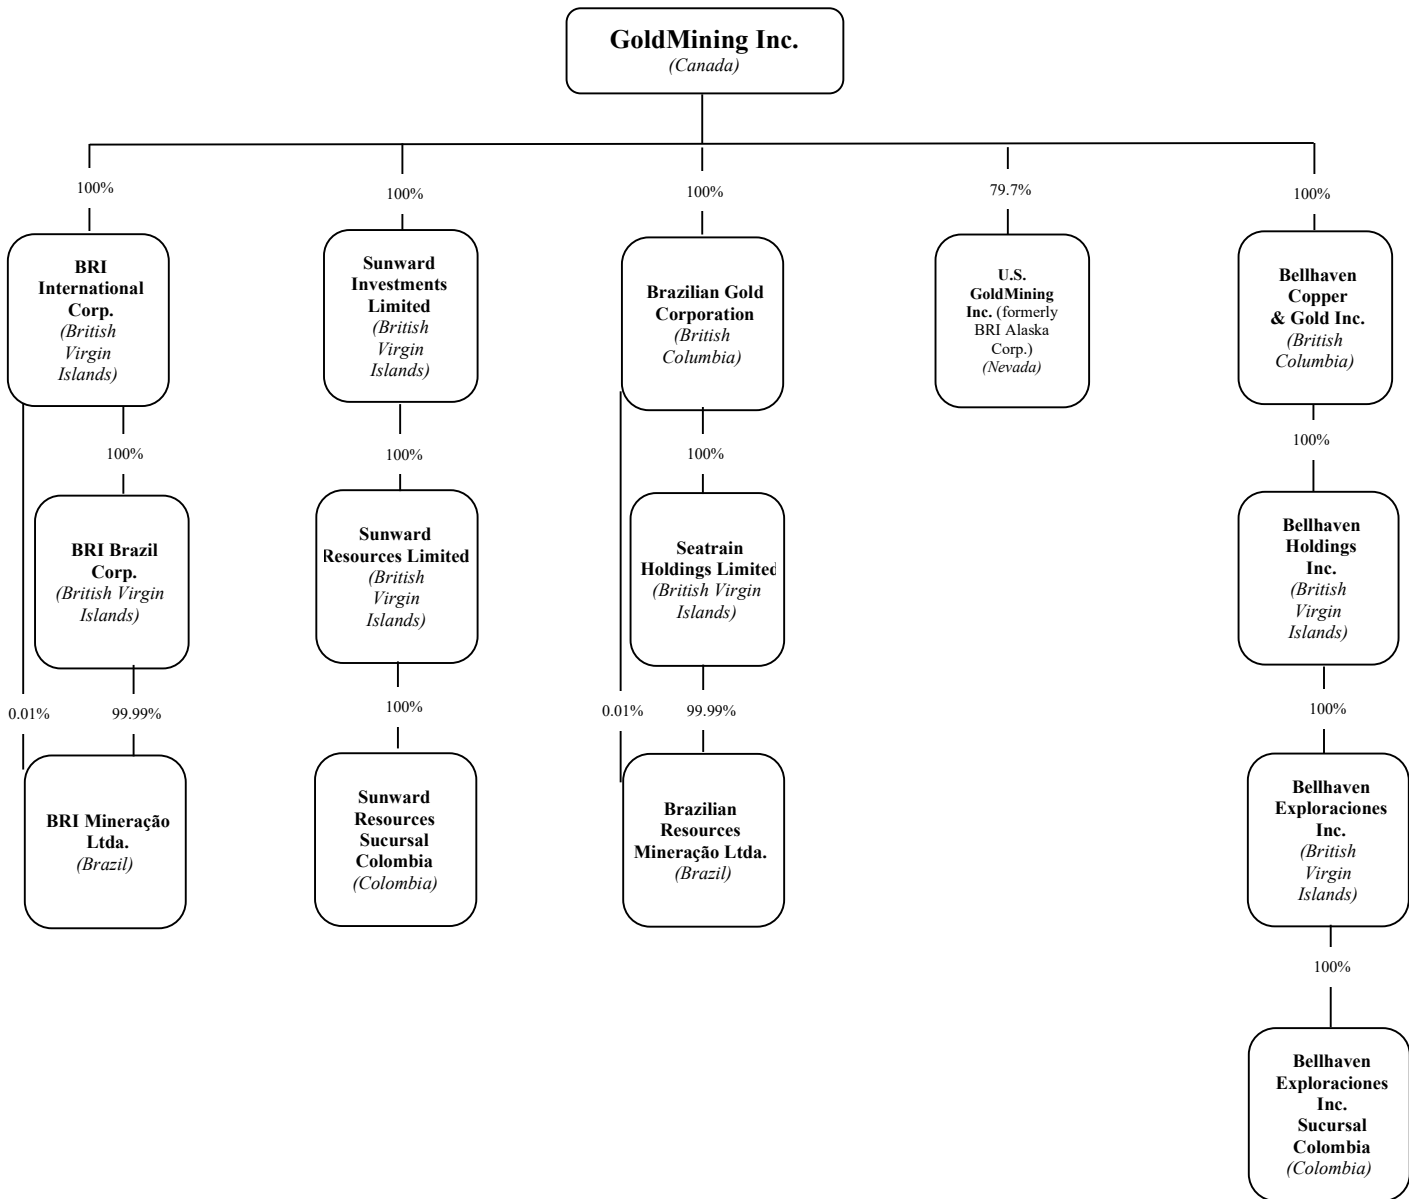 GoldMining Inc.
(Canada)
100%
100%
100%
79.7%
100%
BRI
International
Corp.
(British
Virgin
Islands)
Sunward
Investments
Limited
(British
Virgin
Islands)
Brazilian Gold
Corporation
(British
Columbia)
U.S.
GoldMining
Inc. (formerly
BRI Alaska
Corp.)
(Nevada)
Bellhaven
Copper
& Gold Inc.
(British
Columbia)
100%
100%
100%
100%
BRI Brazil
Corp.
(British Virgin
Islands)
Sunward
Resources Limited
(British
Virgin
Islands)
Seatrain
Holdings Limited
(British Virgin
Islands)
Bellhaven
Holdings
Inc.
(British
Virgin
Islands)
0.01%
99.99%
100%
0.01%
99.99%
100%
BRI Mineração
Ltda.
(Brazil)
Sunward
Resources
Sucursal
Colombia
(Colombia)
Brazilian
Resources
Mineração Ltda.
(Brazil)
Bellhaven
Exploraciones
Inc.
(British
Virgin
Islands)
100%
Bellhaven
Exploraciones
Inc.
Sucursal
Colombia
(Colombia)